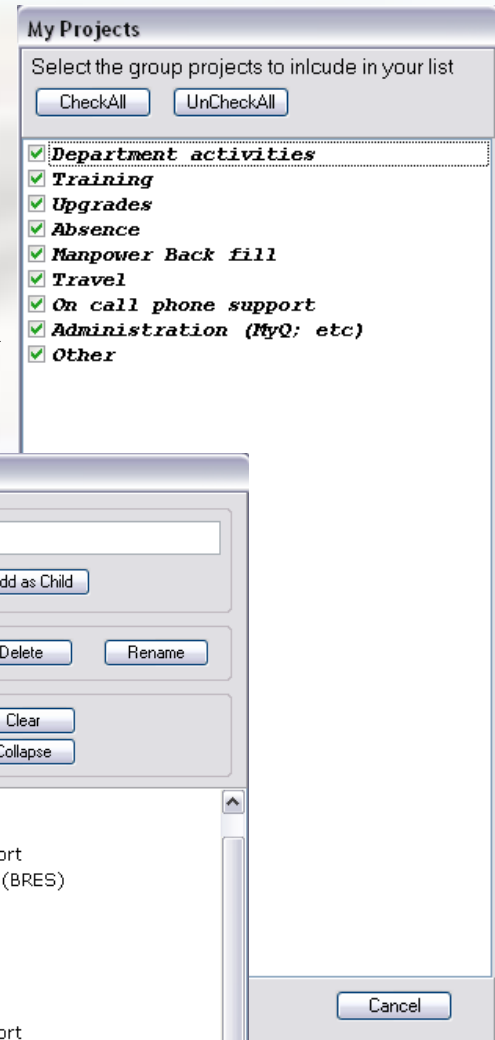 My Projects
Select the group projects to inlcude in your list
CheckAll UnCheckAll
Department activities
Training
Upgrades
Absence
Manpower Back fill
Travel
On call phone support
Administration (MyQ; etc)
Other
dd as Child
Delete Rename
Clear
Collapse
ort
(BRES)
Cancel
ort